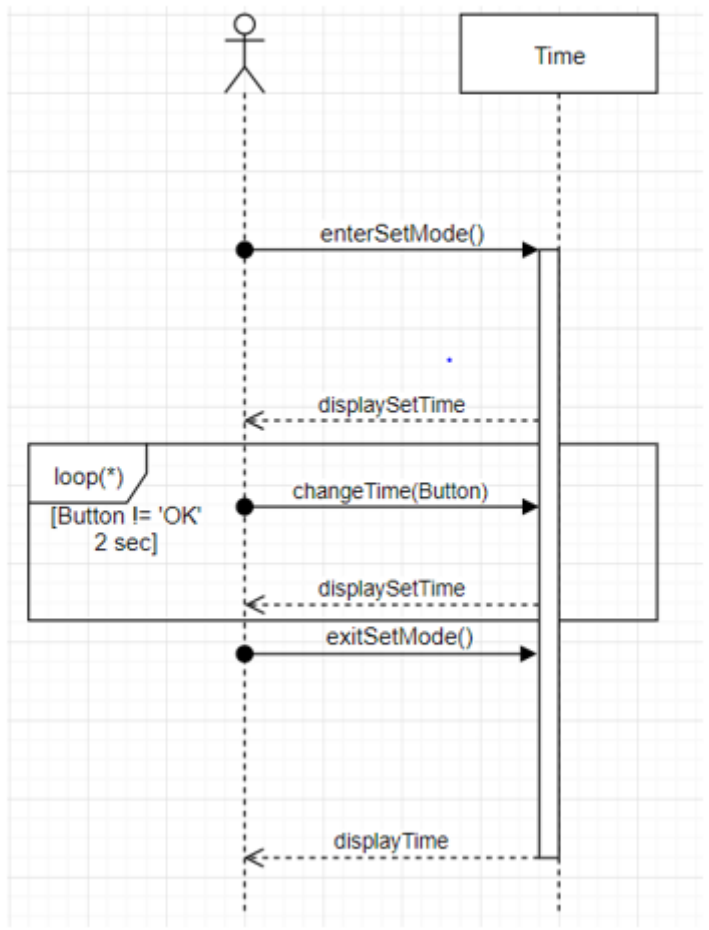 Time
enterSetMode()
displaySetTime
loop(*)
changeTime(Button)
[Button != 'OK'
2 sec]
displaySetTime
exitSetMode()
displayTime